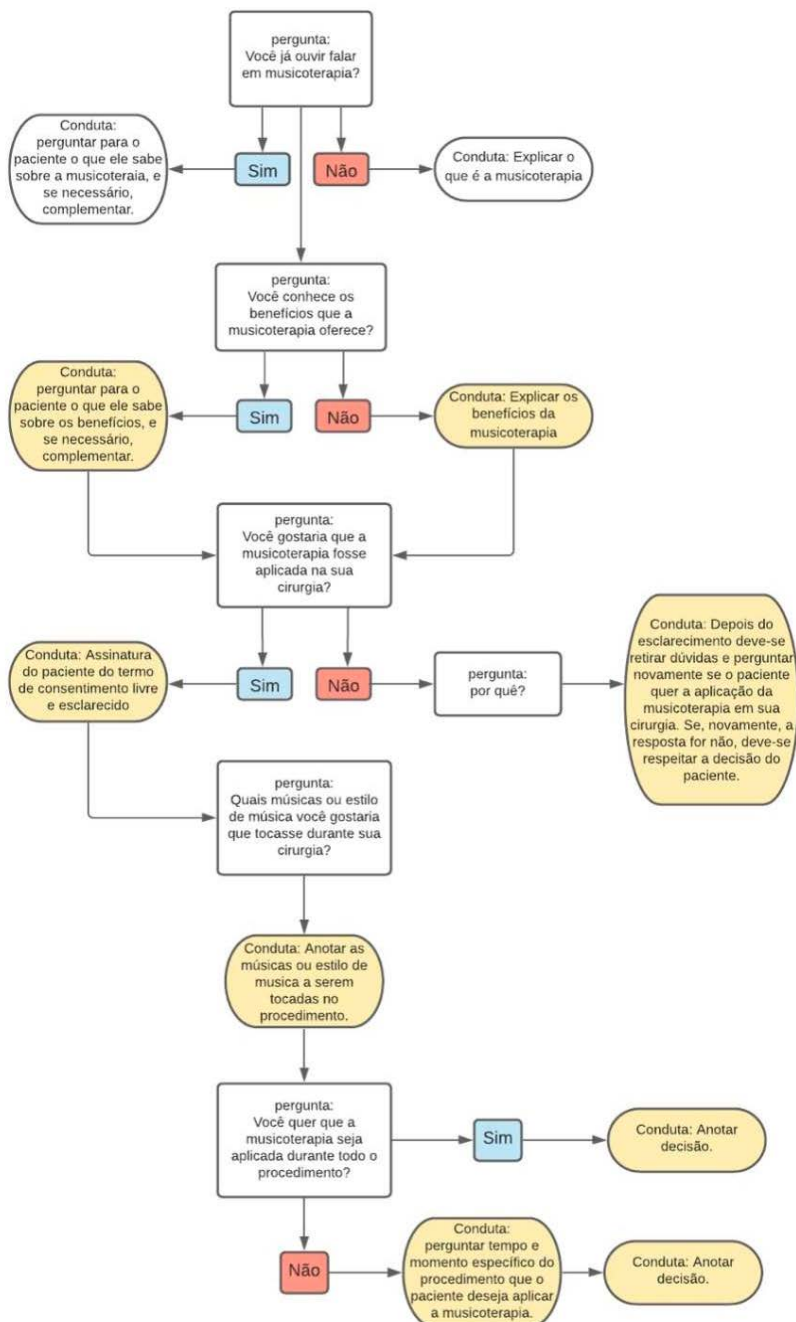 pergunta:
Você já ouvir falar
em musicoterapia?
Conduta:
perguntar para o
paciente o que ele sabe
sobre a musicoteraia, e
se necessário,
complementar.
Sim
Não
Conduta: Explicar o
que é a musicoterapia
pergunta:
Você conhece os
benefícios que a
musicoterapia oferece?
Conduta:
perguntar para o
paciente o que ele sabe
sobre os benefícios, e
se necessário,
complementar.
Sim
Não
Conduta: Explicar os
benefícios da
musicoterapia
pergunta:
Você gostaria que a
musicoterapia fosse
aplicada na sua
cirurgia?
Conduta: Assinatura
do paciente do termo
de consentimento livre
e esclarecido
Sim
Não
pergunta:
por quê?
Conduta: Depois do
esclarecimento deve-se
retirar dúvidas e perguntar
novamente se o paciente
quer a aplicação da
musicoterapia em sua
cirurgia. Se, novamente, a
resposta for não, deve-se
respeitar a decisão do
paciente.
pergunta:
Quais músicas ou estilo
de música você gostaria
que tocasse durante sua
cirurgia?
Conduta: Anotar as
músicas ou estilo de
musica a serem
tocadas no
procedimento.
pergunta:
Você quer que a
musicoterapia seja
aplicada durante todo o
procedimento?
Sim
Conduta: Anotar
decisão.
Não
Conduta:
perguntar tempo e
momento específico do
procedimento que o
paciente deseja aplicar
a musicoterapia.
Conduta: Anotar
decisão.